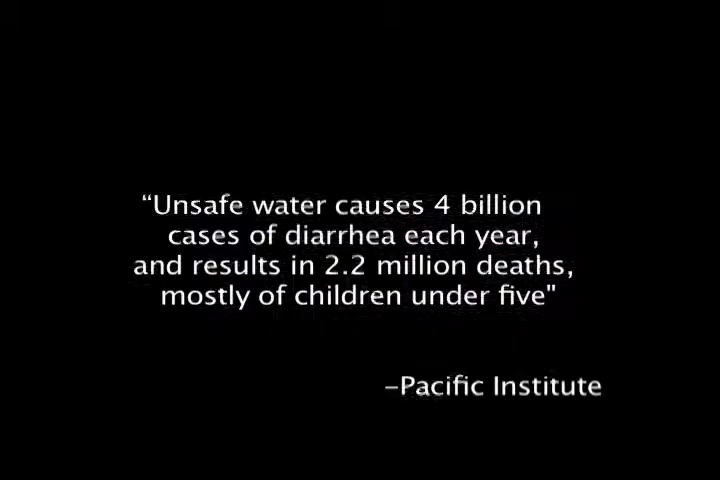 “Unsafe water causes 4 billion
cases of diarrhea each year,
and results in 2.2 million deaths,
mostly of children under five"
–Pacific Institute